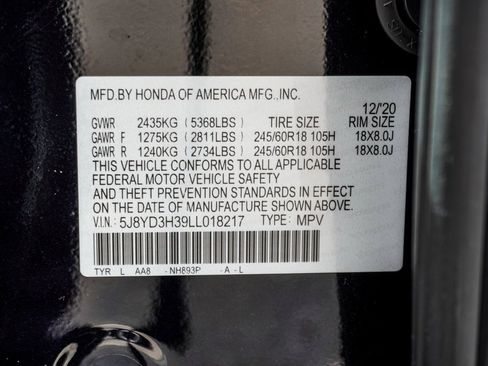 MFD.BY HONDA OF AMERICA MFG.,INC.
12/'20
GVWR 2435KG (5368LBS) TIRE SIZE RIM SIZE
GAWR F 1275KG (2811LBS) 245/60R18 105H 18X8.0J
GAWR R 1240KG (2734LBS) 245/60R18 105H 18X8.0J
THIS VEHICLE CONFORMS TO ALL APPLICABLE
FEDERAL MOTOR VEHICLE SAFETY
AND THEFT PREVENTION STANDARDS IN EFFECT
ON THE DATE OF MANUFACTURE SHOWN ABOVE.
V.I.N: 5J8YD3H39LL018217 TYPE: MPV
TYR L AA8 - NH893P - A - L